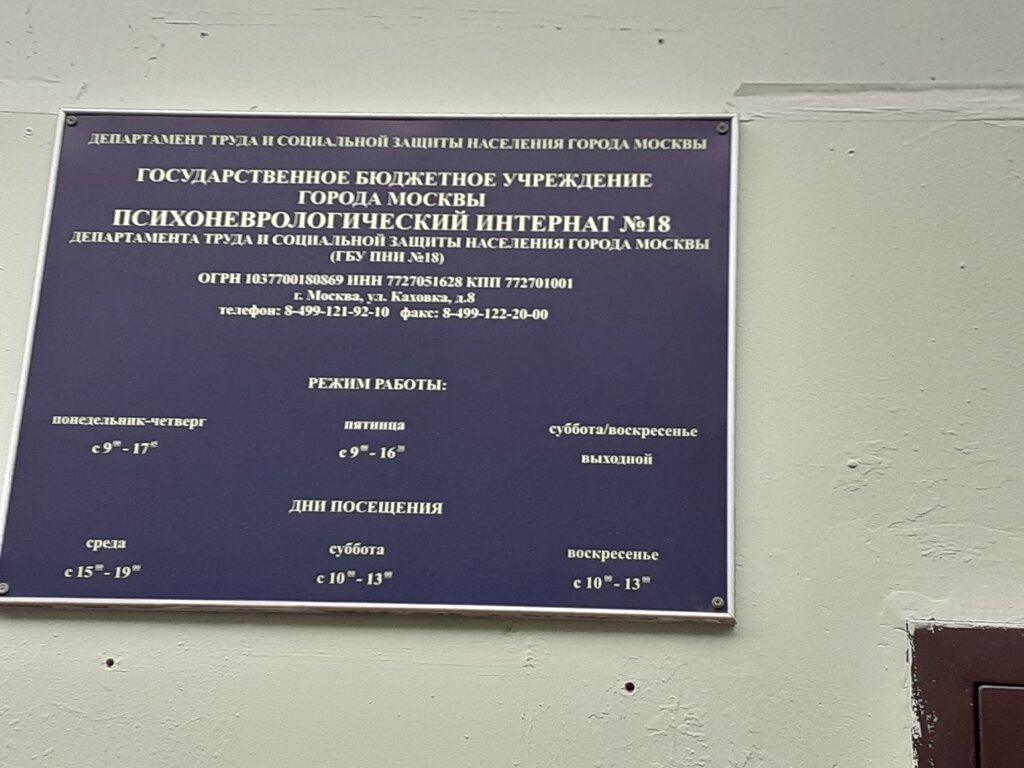 ДЕПАРТАМЕНТ ТРУДА И СОЦИАЛЬНОЙ ЗАЩИТЫ НАСЕЛЕНИЯ ГОРОДА МОСКВЫ
ГОСУДАРСТВЕННОЕ БЮДЖЕТНОЕ УЧРЕЖДЕНИЕ
ГОРОДА МОСКВЫ
ПСИХОНЕВРОЛОГИЧЕСКИЙ ИНТЕРНАТ №18
ДЕПАРТАМЕНТА ТРУДА И СОЦИАЛЬНОЙ ЗАЩИТЫ НАСЕЛЕНИЯ ГОРОДА МОСКВЫ
(ГБУ ПНИ №18)
ОГРН 1037700180869 ИНН 7727051628 КПП 772701001
г. Москва, ул. Каховка, д.8
телефон: 8-499-121-92-10 факс: 8-499-122-20-00
РЕЖИМ РАБОТЫ:
понедельник-четверг пятница суббота/воскресенье
с 9⁰⁰ - 17⁴⁵ с 9⁰⁰ - 16³⁰ выходной
ДНИ ПОСЕЩЕНИЯ
среда суббота воскресенье
с 15⁰⁰ - 19⁰⁰ с 10⁰⁰ - 13⁰⁰ с 10⁰⁰ - 13⁰⁰